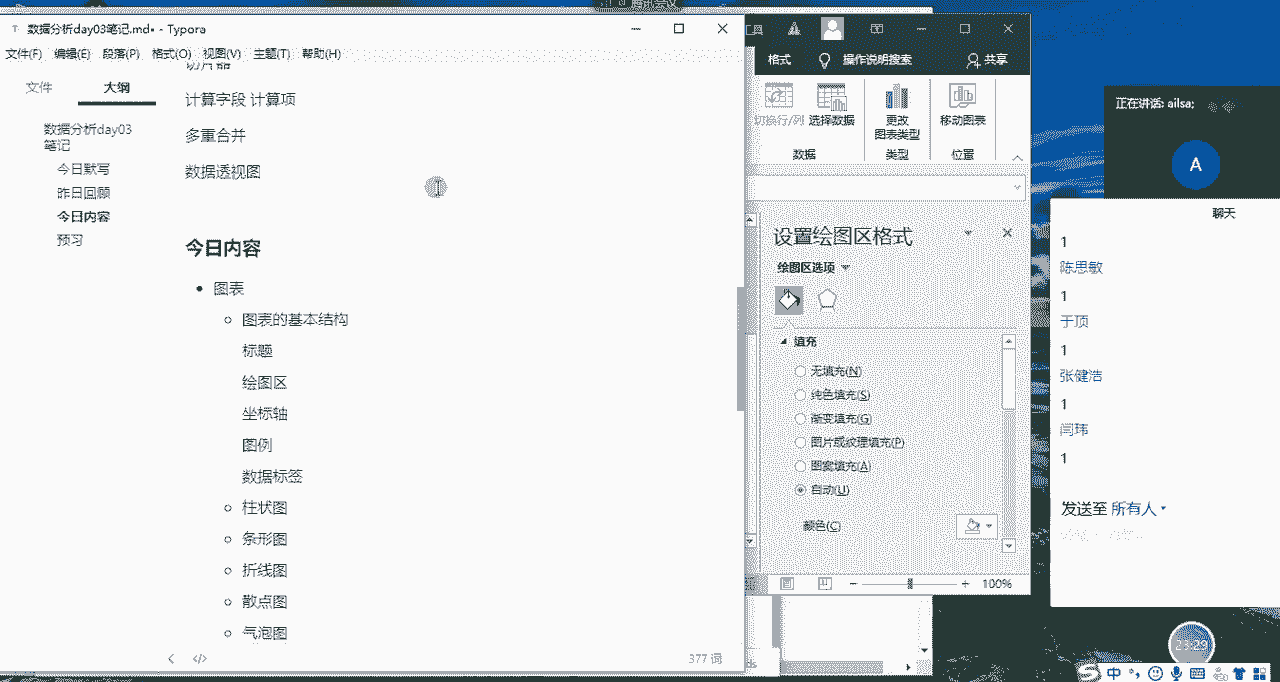 腾讯会议
数据分析day03笔记.md• - Typora
文件(F) 编辑(E) 段落(P) 格式(O) 视图(V) 主题(T) 帮助(H)
文件 大纲
数据分析day03
笔记
今日默写
昨日回顾
今日内容
预习
切片器
计算字段 计算项
多重合并
数据透视图
今日内容
图表
图表的基本结构
标题
绘图区
坐标轴
图例
数据标签
柱状图
条形图
折线图
散点图
气泡图
377 词
格式 操作说明搜索 共享
切换行/列 选择数据 更改
图表类型 移动图表
数据 类型 位置
设置绘图区格式
绘图区选项
填充
无填充(N)
纯色填充(S)
渐变填充(G)
图片或纹理填充(P)
图案填充(A)
自动(U)
颜色(C)
100%
正在讲话: ailsa;
A
聊天
1
陈思敏
1
于顶
1
张健浩
1
闫玮
1
发送至 所有人
23:29
中